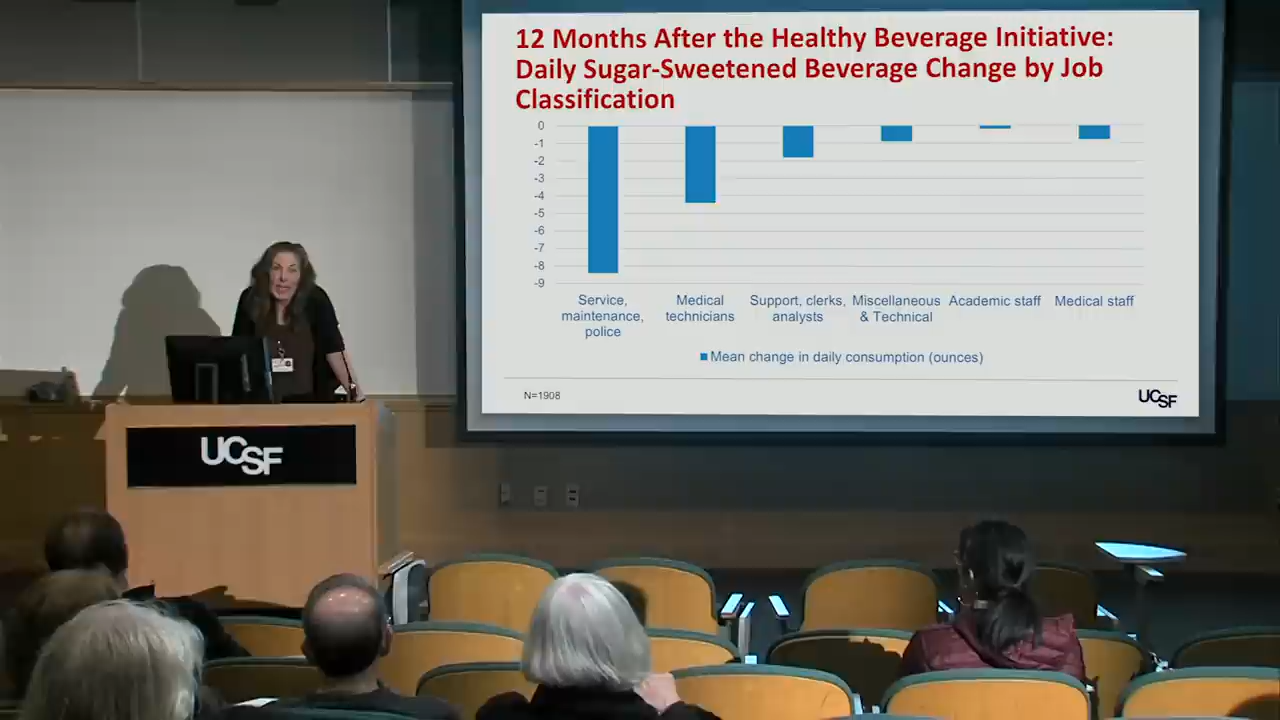 12 Months After the Healthy Beverage Initiative:
Daily Sugar-Sweetened Beverage Change by Job
Classification
0
-1
-2
-3
-4
-5
-6
-7
-8
-9
Service,
maintenance,
police
Medical
technicians
Support, clerks,
analysts
Miscellaneous
& Technical
Academic staff
Medical staff
Mean change in daily consumption (ounces)
N=1908
UCSF
UCSF